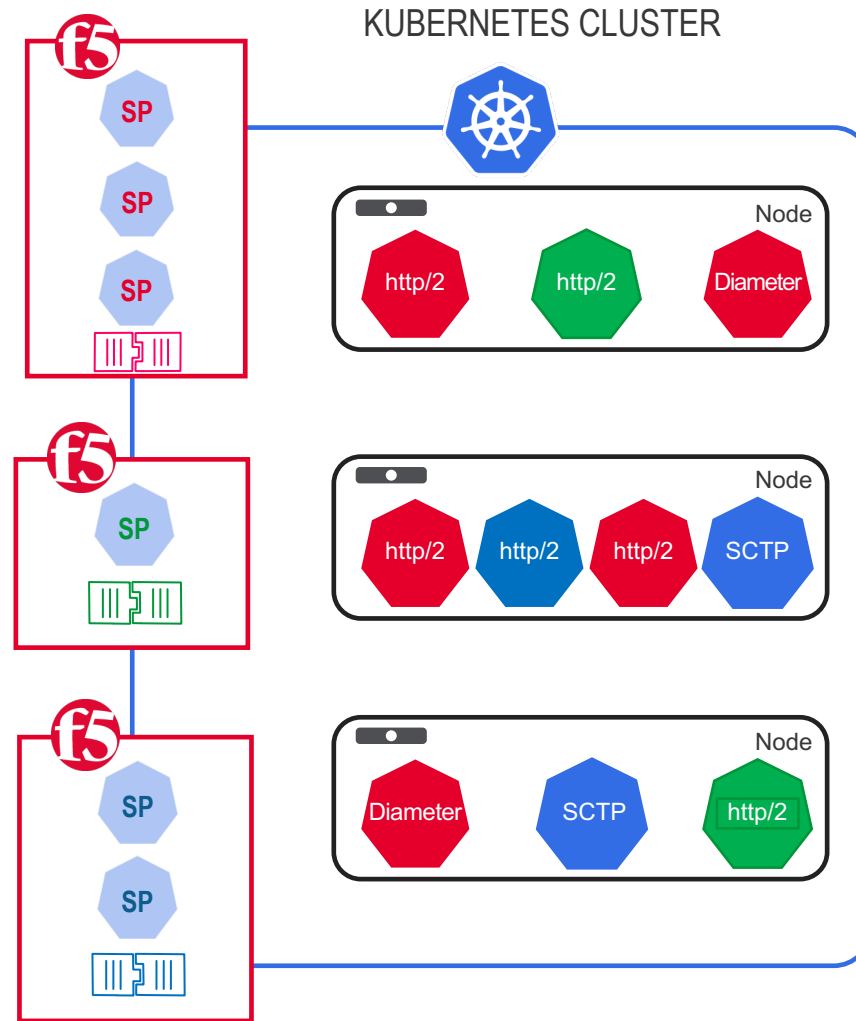 KUBERNETES CLUSTER
f5
SP
SP
SP
Node
http/2
http/2
Diameter
f5
SP
Node
http/2
http/2
http/2
SCTP
f5
SP
SP
Node
Diameter
SCTP
http/2